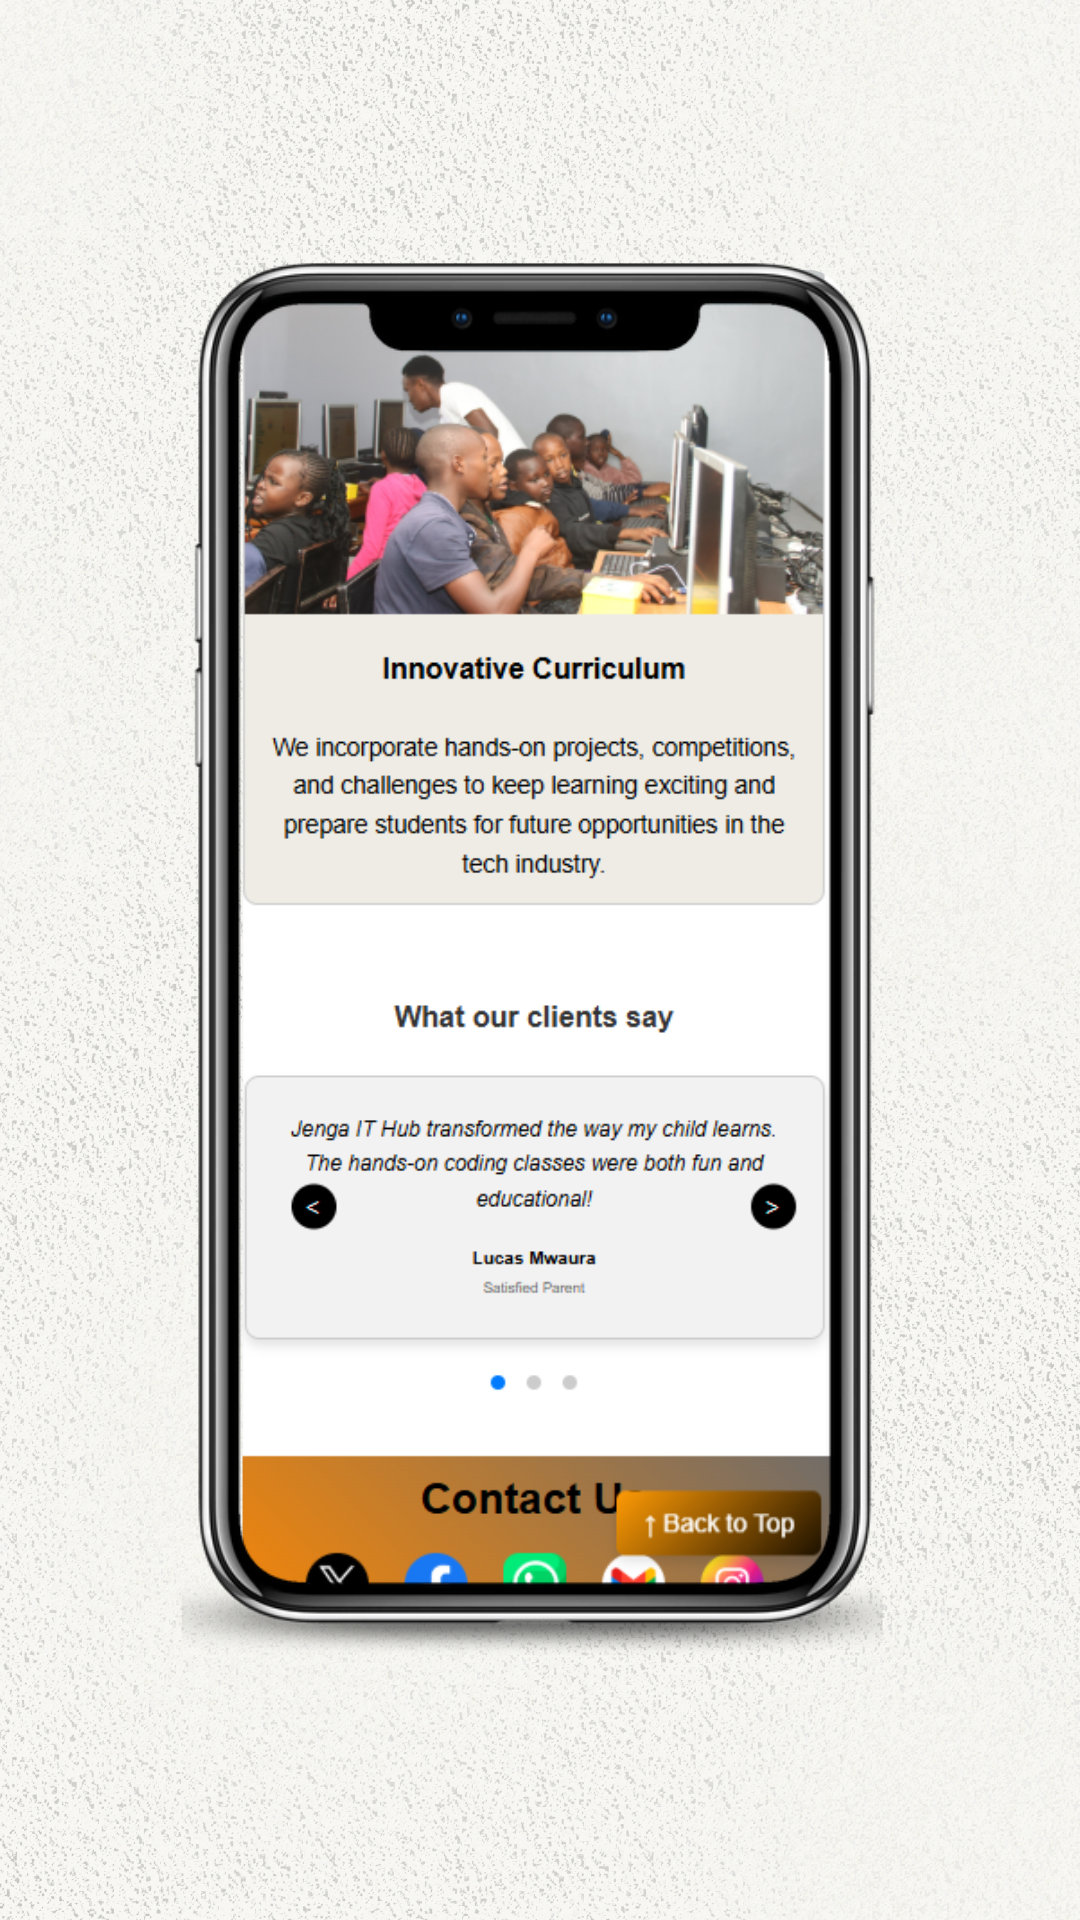 Innovative Curriculum
We incorporate hands-on projects, competitions,
and challenges to keep learning exciting and
prepare students for future opportunities in the
tech industry.
What our clients say
Jenga IT Hub transformed the way my child learns.
The hands-on coding classes were both fun and
educational!
<
>
Lucas Mwaura
Satisfied Parent
Contact U
↑ Back to Top